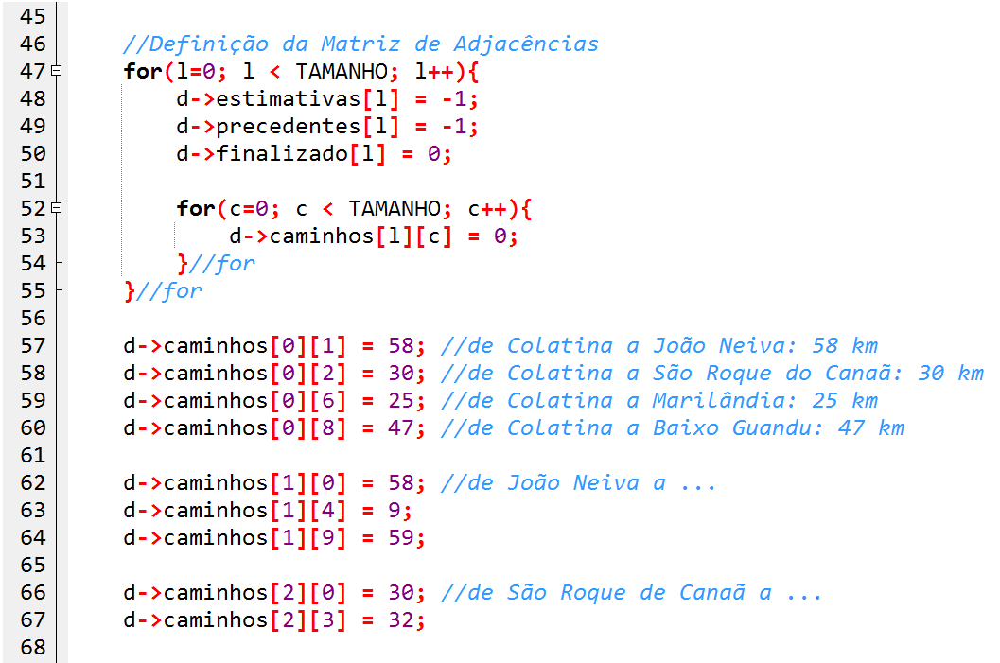 45
46 //Definição da Matriz de Adjacências
47 for(l=0; l < TAMANHO; l++){
48 d->estimativas[l] = -1;
49 d->precedentes[l] = -1;
50 d->finalizado[l] = 0;
51
52 for(c=0; c < TAMANHO; c++){
53 d->caminhos[l][c] = 0;
54 }//for
55 }//for
56
57 d->caminhos[0][1] = 58; //de Colatina a João Neiva: 58 km
58 d->caminhos[0][2] = 30; //de Colatina a São Roque do Canaã: 30 km
59 d->caminhos[0][6] = 25; //de Colatina a Marilândia: 25 km
60 d->caminhos[0][8] = 47; //de Colatina a Baixo Guandu: 47 km
61
62 d->caminhos[1][0] = 58; //de João Neiva a ...
63 d->caminhos[1][4] = 9;
64 d->caminhos[1][9] = 59;
65
66 d->caminhos[2][0] = 30; //de São Roque de Canaã a ...
67 d->caminhos[2][3] = 32;
68